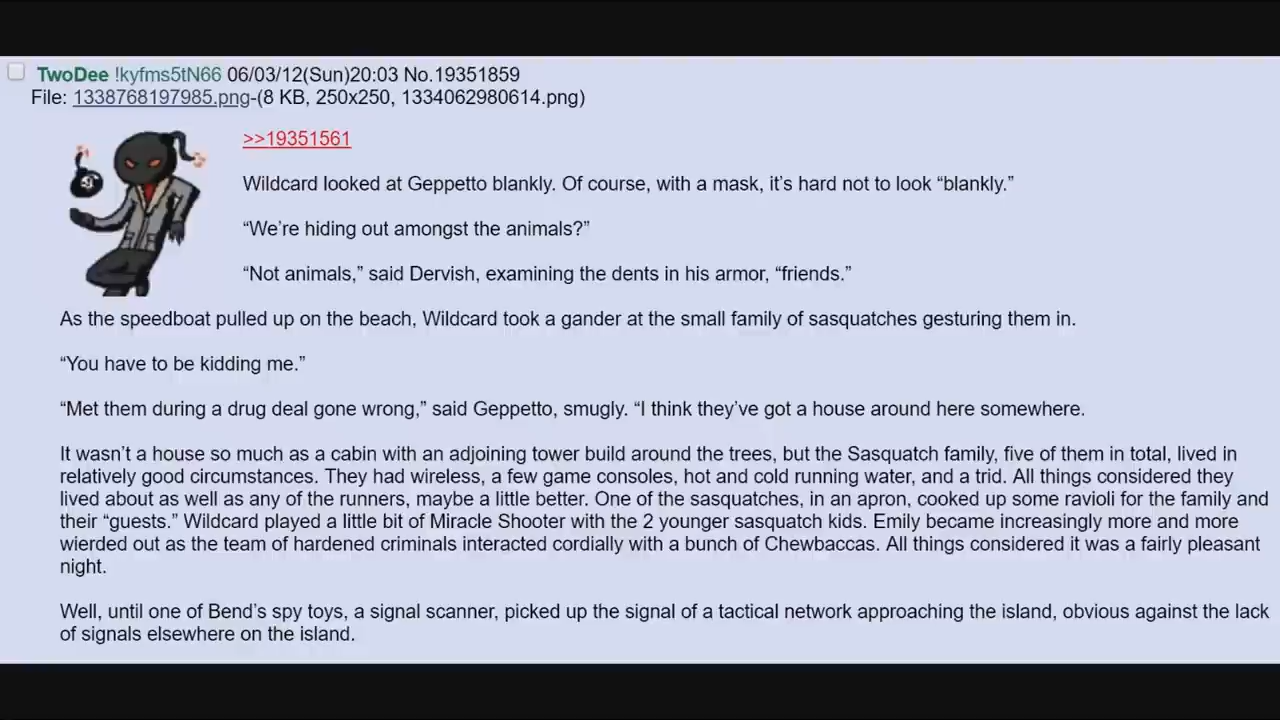 TwoDee !kyfms5tN66 06/03/12(Sun)20:03 No.19351859
File: 1338768197985.png-(8 KB, 250x250, 1334062980614.png)
>>19351561
Wildcard looked at Geppetto blankly. Of course, with a mask, it’s hard not to look “blankly.”
“We’re hiding out amongst the animals?”
“Not animals,” said Dervish, examining the dents in his armor, “friends.”
As the speedboat pulled up on the beach, Wildcard took a gander at the small family of sasquatches gesturing them in.
“You have to be kidding me.”
“Met them during a drug deal gone wrong,” said Geppetto, smugly. “I think they’ve got a house around here somewhere.
It wasn’t a house so much as a cabin with an adjoining tower build around the trees, but the Sasquatch family, five of them in total, lived in
relatively good circumstances. They had wireless, a few game consoles, hot and cold running water, and a trid. All things considered they
lived about as well as any of the runners, maybe a little better. One of the sasquatches, in an apron, cooked up some ravioli for the family and
their “guests.” Wildcard played a little bit of Miracle Shooter with the 2 younger sasquatch kids. Emily became increasingly more and more
wierded out as the team of hardened criminals interacted cordially with a bunch of Chewbaccas. All things considered it was a fairly pleasant
night.
Well, until one of Bend’s spy toys, a signal scanner, picked up the signal of a tactical network approaching the island, obvious against the lack
of signals elsewhere on the island.